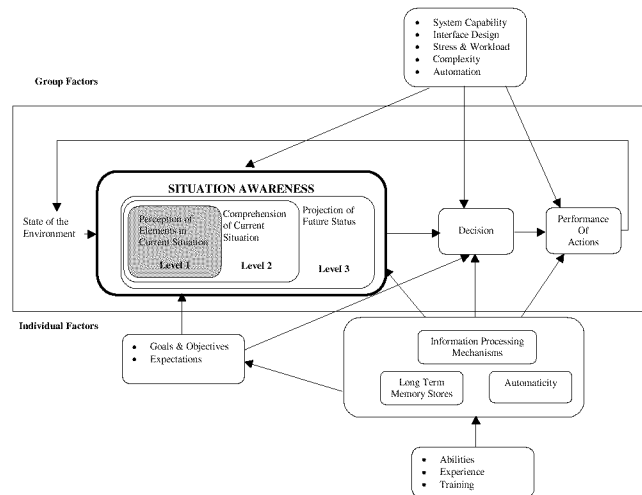 System Capability
Interface Design
Stress & Workload
Complexity
Automation
Group Factors
SITUATION AWARENESS
State of the
Environment
Perception of
Elements in
Current Situation
Level 1
Comprehension
of Current
Situation
Level 2
Projection of
Future Status
Level 3
Decision
Performance
Of
Actions
Individual Factors
Goals & Objectives
Expectations
Information Processing
Mechanisms
Long Term
Memory Stores
Automaticity
Abilities
Experience
Training